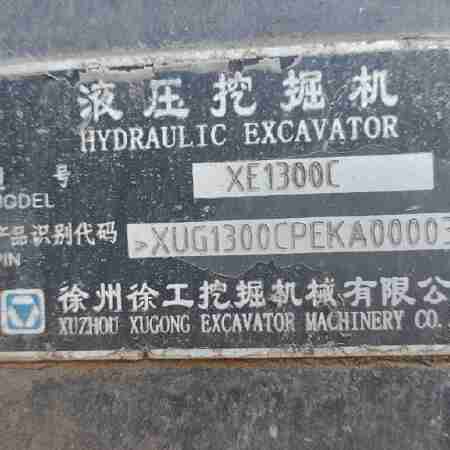 液压挖掘机
HYDRAULIC EXCAVATOR
号 XE1300C
MODEL
产品识别代码 >XUG1300CPEKA0000
PIN
徐州徐工挖掘机械有限公
XUZHOU XUGONG EXCAVATOR MACHINERY CO.